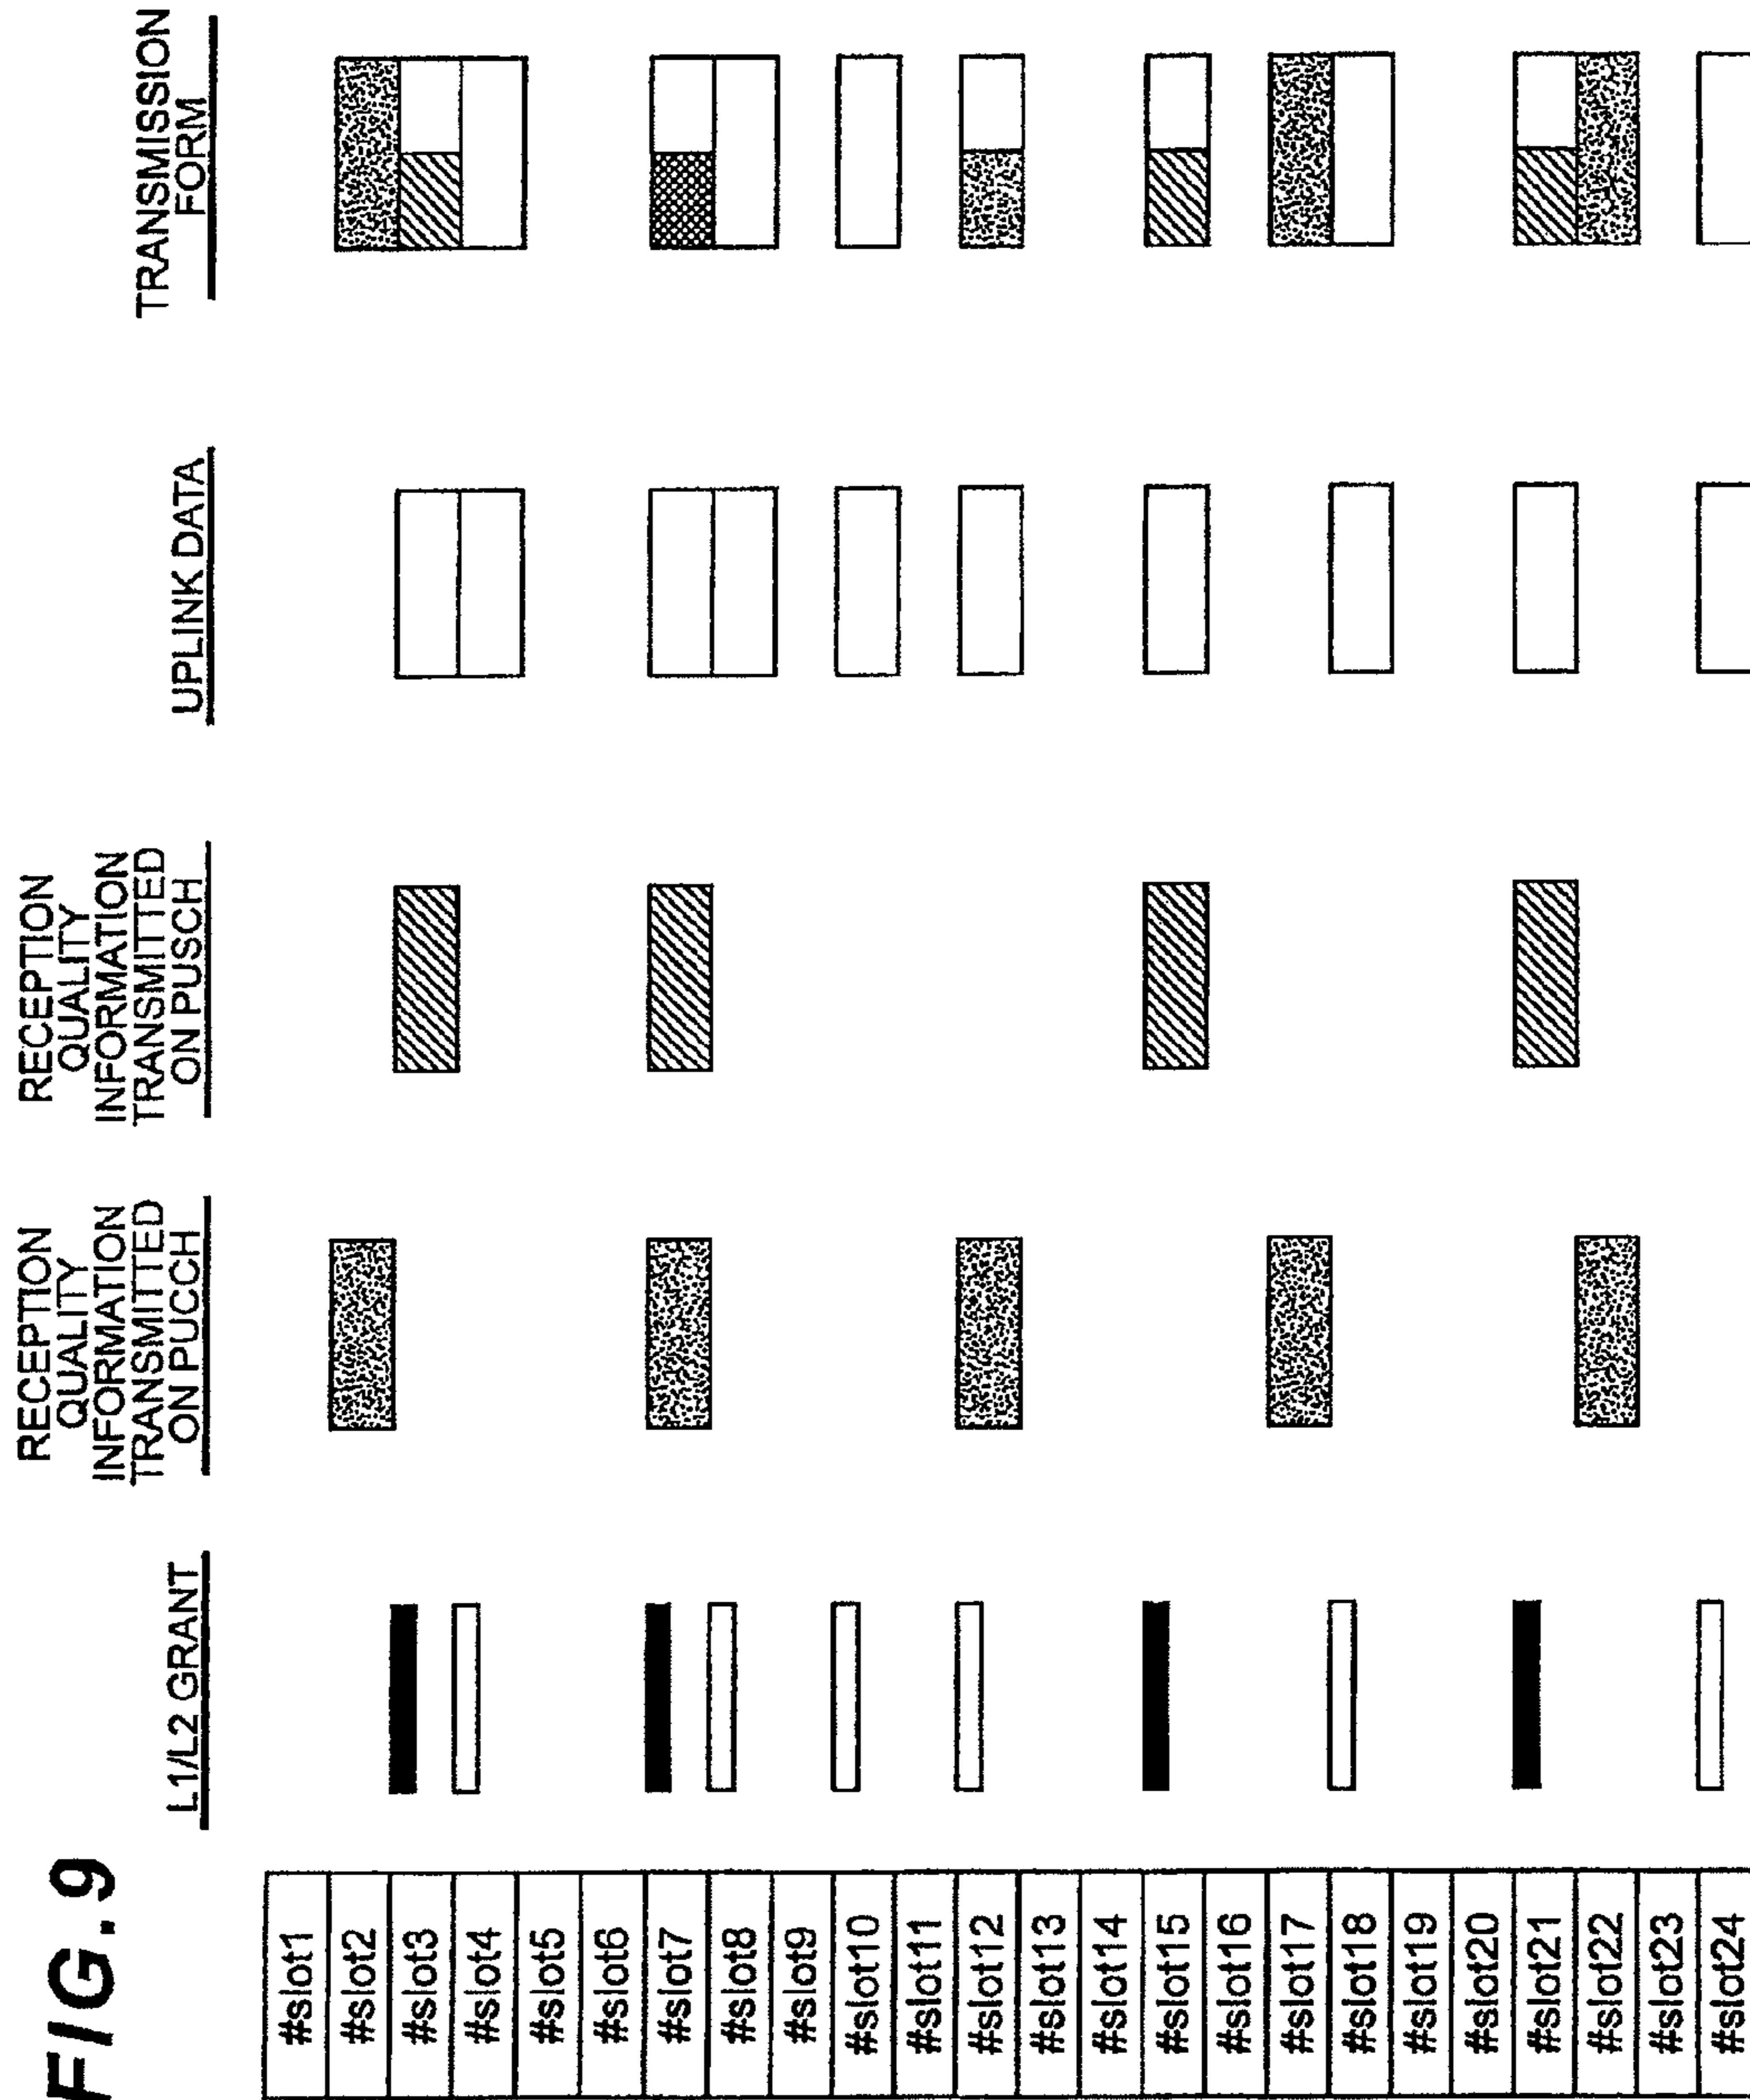 FIG.9
L1/L2 GRANT
RECEPTION
QUALITY
INFORMATION
TRANSMITTED
ON PUCCH
RECEPTION
QUALITY
INFORMATION
TRANSMITTED
ON PUSCH
UPLINK DATA
TRANSMISSION
FORM
#slot1
#slot2
#slot3
#slot4
#slot5
#slot6
#slot7
#slot8
#slot9
#slot10
#slot11
#slot12
#slot13
#slot14
#slot15
#slot16
#slot17
#slot18
#slot19
#slot20
#slot21
#slot22
#slot23
#slot24